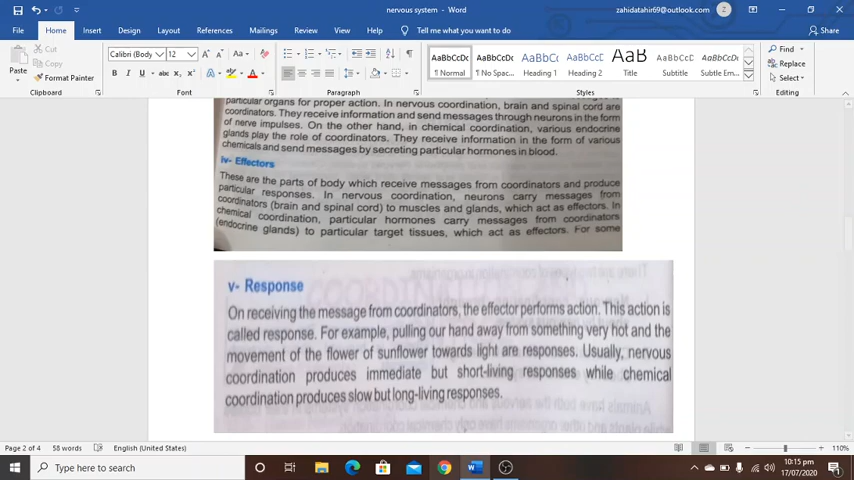 nervous system - Word
zahidatahir69@outlook.com
Z
File Home Insert Draw Design Layout References Mailings Review View Help Tell me what you want to do Share
Cut
Copy
Format Painter
Paste
Clipboard
Calibri (Body) 12
Font
Paragraph
AaBbCcDc AaBbCcDc AaBbCc AaBbCcC AaB AaBbCcD AaBbCcDc
¶ Normal ¶ No Spac... Heading 1 Heading 2 Title Subtitle Subtle Em...
Styles
Find
Replace
Select
Editing
particular organs for proper action. In nervous coordination, brain and spinal cord are
coordinators. They receive information and send messages through neurons in the form
of nerve impulses. On the other hand, in chemical coordination, various endocrine
glands play the role of coordinators. They receive information in the form of various
chemicals and send messages by secreting particular hormones in blood.
iv- Effectors
These are the parts of body which receive messages from coordinators and produce
particular responses. In nervous coordination, neurons carry messages from
coordinators (brain and spinal cord) to muscles and glands, which act as effectors. In
chemical coordination, particular hormones carry messages from coordinators
(endocrine glands) to particular target tissues, which act as effectors. For some
v- Response
On receiving the message from coordinators, the effector performs action. This action is
called response. For example, pulling our hand away from something very hot and the
movement of the flower of sunflower towards light are responses. Usually, nervous
coordination produces immediate but short-living responses while chemical
coordination produces slow but long-living responses.
Page 2 of 4 58 words English (United States) 110%
Type here to search
10:15 pm
17/07/2020